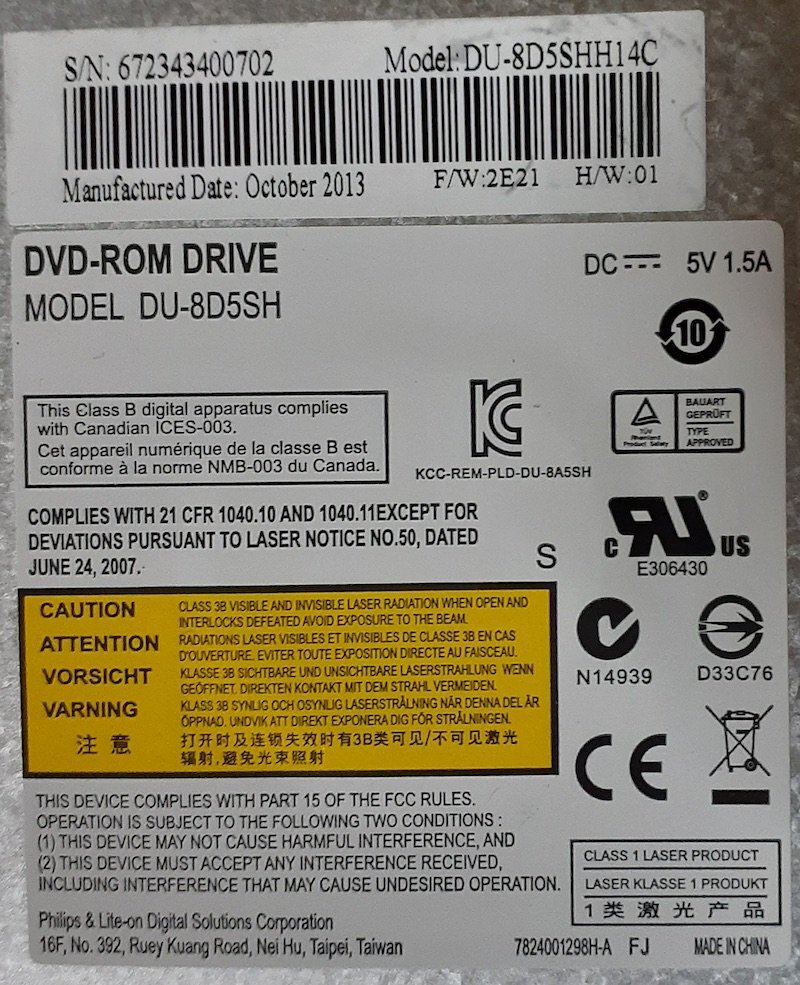 S/N: 672343400702 Model:DU-8D5SHH14C
Manufactured Date: October 2013 F/W:2E21 H/W:01
DVD-ROM DRIVE DC 5V 1.5A
MODEL DU-8D5SH
10
This Class B digital apparatus complies
with Canadian ICES-003.
Cet appareil numérique de la classe B est
conforme à la norme NMB-003 du Canada.
KCC-REM-PLD-DU-8A5SH
TÜV
Rheinland
Product Safety
BAUART
GEPRÜFT
TYPE
APPROVED
COMPLIES WITH 21 CFR 1040.10 AND 1040.11EXCEPT FOR
DEVIATIONS PURSUANT TO LASER NOTICE NO.50, DATED
JUNE 24, 2007.
S
c RU ® US
E306430
CAUTION CLASS 3B VISIBLE AND INVISIBLE LASER RADIATION WHEN OPEN AND
INTERLOCKS DEFEATED AVOID EXPOSURE TO THE BEAM.
ATTENTION RADIATIONS LASER VISIBLES ET INVISIBLES DE CLASSE 3B EN CAS
D'OUVERTURE. EVITER TOUTE EXPOSITION DIRECTE AU FAISCEAU.
VORSICHT KLASSE 3B SICHTBARE UND UNSICHTBARE LASERSTRAHLUNG WENN
GEÖFFNET. DIREKTEN KONTAKT MIT DEM STRAHL VERMEIDEN.
VARNING KLASS 3B SYNLIG OCH OSYNLIG LASERSTRÅLNING NÄR DENNA DEL ÄR
ÖPPNAD. UNDVIK ATT DIREKT EXPONERA DIG FÖR STRÅLNINGEN.
注意 打开时及连锁失效时有3B类可见/不可见激光
辐射,避免光束照射
N14939 D33C76
CE
THIS DEVICE COMPLIES WITH PART 15 OF THE FCC RULES.
OPERATION IS SUBJECT TO THE FOLLOWING TWO CONDITIONS :
(1) THIS DEVICE MAY NOT CAUSE HARMFUL INTERFERENCE, AND
(2) THIS DEVICE MUST ACCEPT ANY INTERFERENCE RECEIVED,
INCLUDING INTERFERENCE THAT MAY CAUSE UNDESIRED OPERATION.
CLASS 1 LASER PRODUCT
LASER KLASSE 1 PRODUKT
1类激光产品
Philips & Lite-on Digital Solutions Corporation
16F, No. 392, Ruey Kuang Road, Nei Hu, Taipei, Taiwan 7824001298H-A FJ MADE IN CHINA